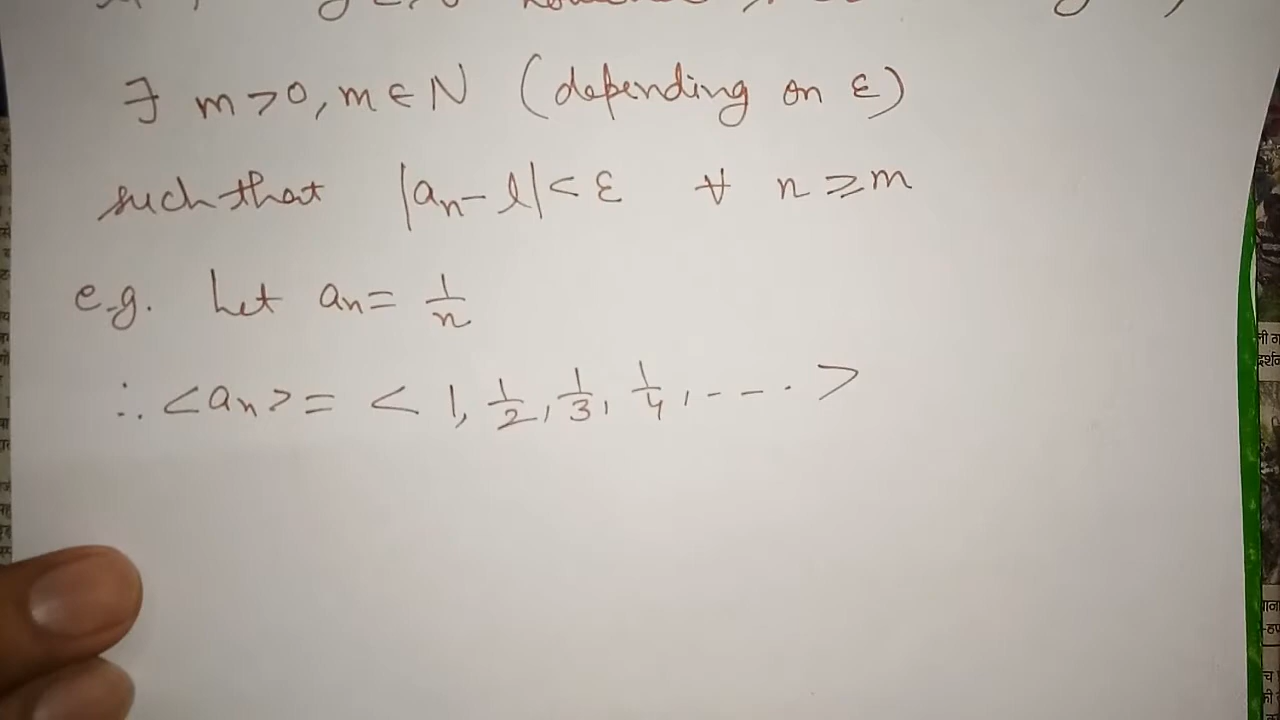 ∃ m > 0, m ∈ N (depending on ε)
such that |aₙ - l| < ε ∀ n ≥ m
e.g. Let aₙ = 1/n
∴ <aₙ> = < 1, 1/2, 1/3, 1/4, ---- >